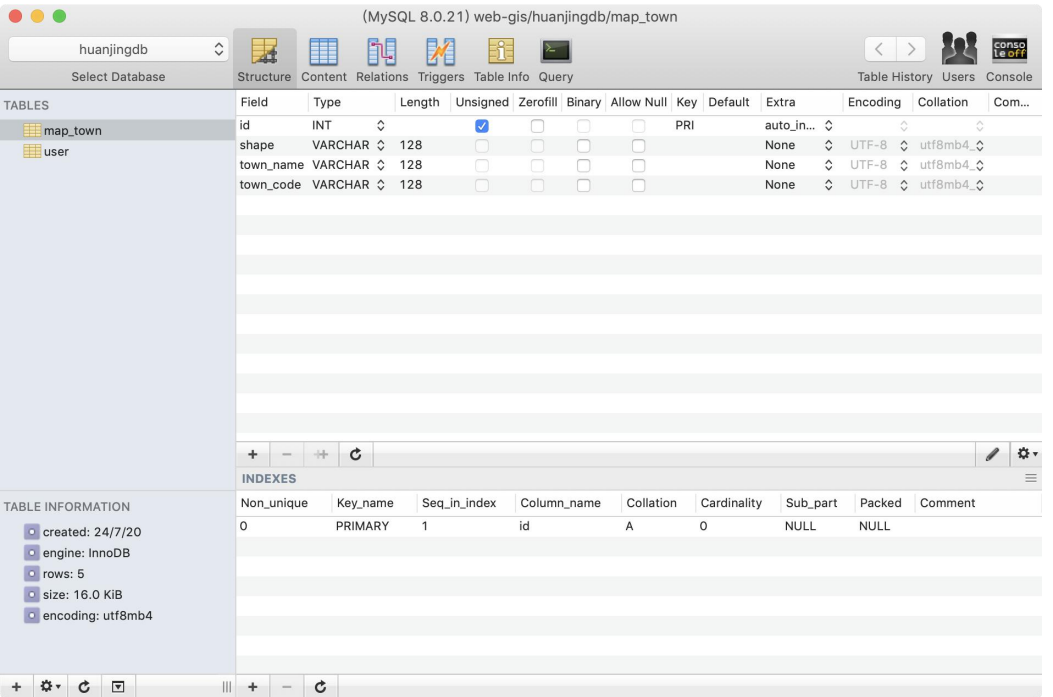 (MySQL 8.0.21) web-gis/huanjingdb/map_town
huanjingdb
Select Database
Structure Content Relations Triggers Table Info Query
Table History Users Console
conso
le off
TABLES
map_town
user
Field Type Length Unsigned Zerofill Binary Allow Null Key Default Extra Encoding Collation Com...
id INT PRI auto_in...
shape VARCHAR 128 None UTF-8 utf8mb4_
town_name VARCHAR 128 None UTF-8 utf8mb4_
town_code VARCHAR 128 None UTF-8 utf8mb4_
INDEXES
Non_unique Key_name Seq_in_index Column_name Collation Cardinality Sub_part Packed Comment
0 PRIMARY 1 id A 0 NULL NULL
TABLE INFORMATION
created: 24/7/20
engine: InnoDB
rows: 5
size: 16.0 KiB
encoding: utf8mb4